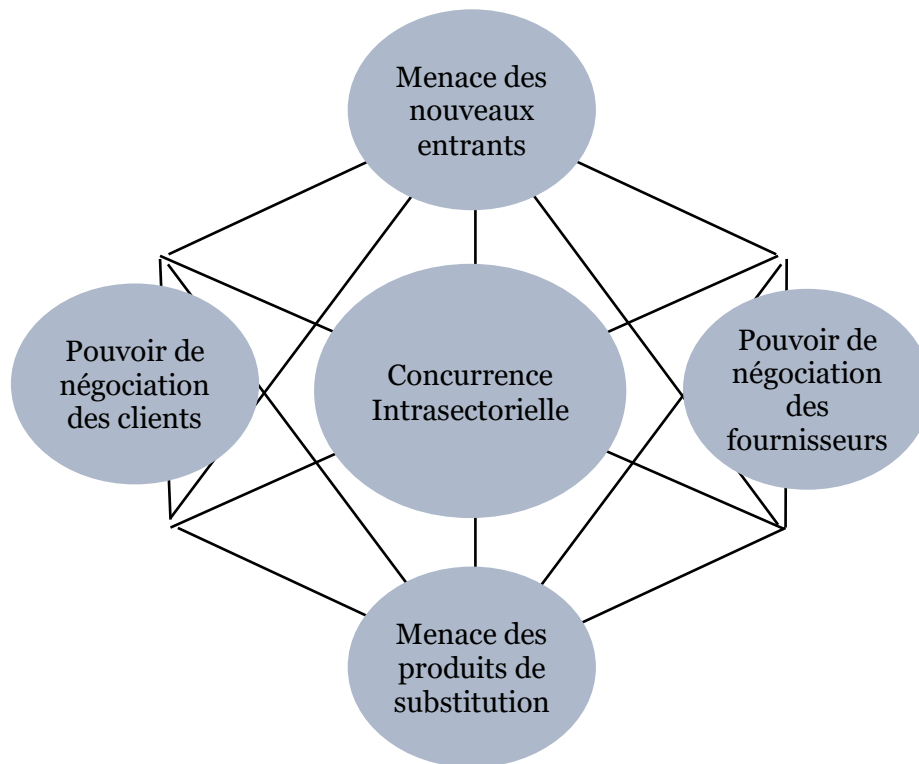 Menace des
nouveaux
entrants
Pouvoir de
négociation
des clients
Concurrence
Intrasectorielle
Pouvoir de
négociation
des
fournisseurs
Menace des
produits de
substitution